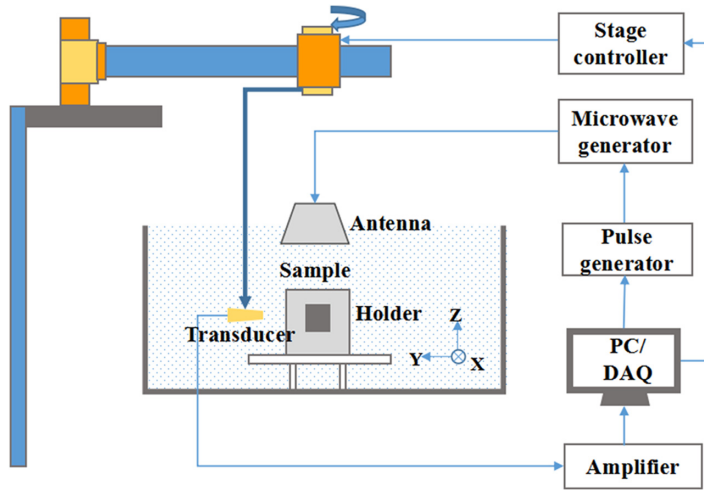 Stage
controller
Microwave
generator
Antenna
Pulse
generator
Sample
Holder
Transducer
Z
Y
X
PC/
DAQ
Amplifier